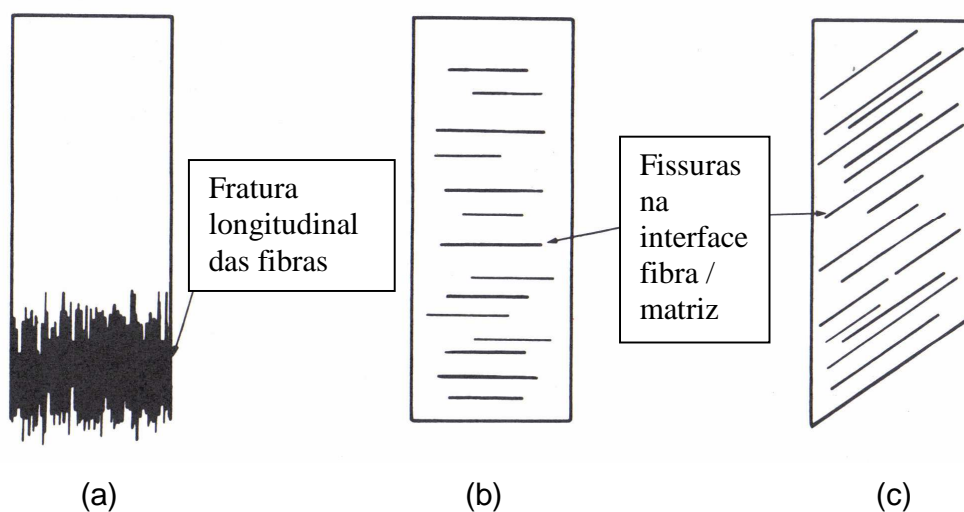 Fratura
longitudinal
das fibras
Fissuras
na
interface
fibra /
matriz
(a)
(b)
(c)